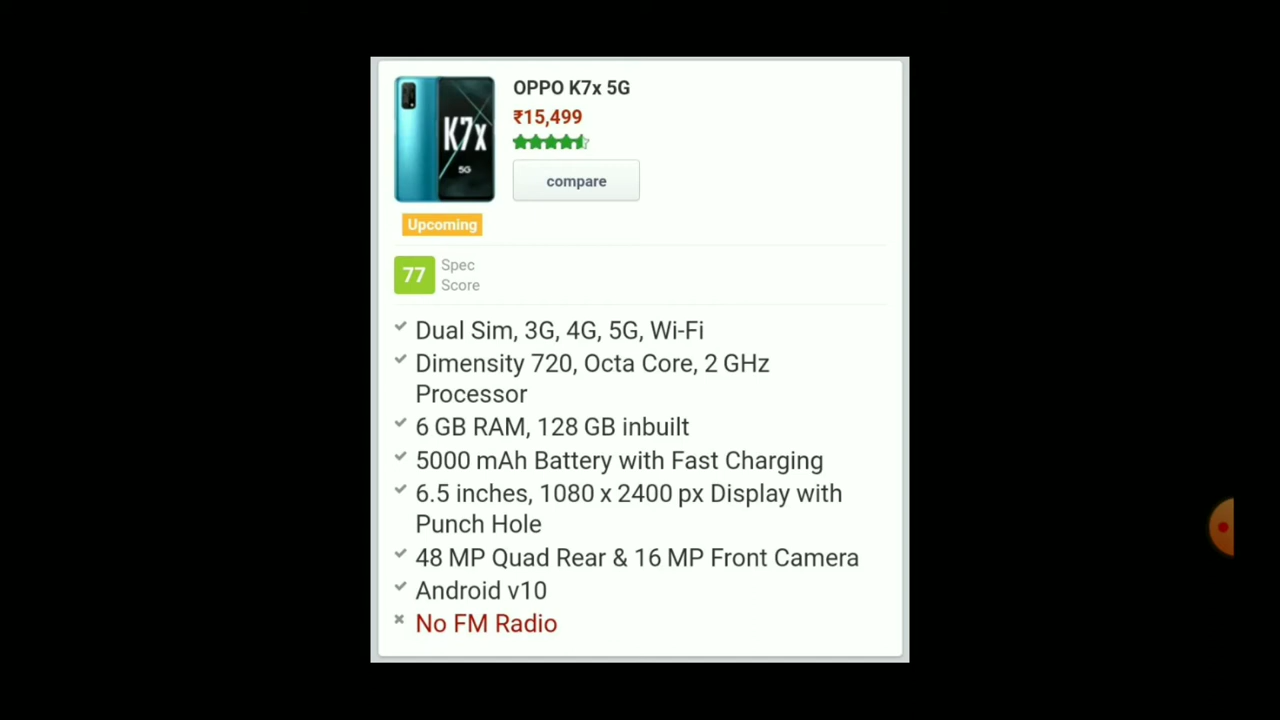 OPPO K7x 5G
₹15,499
K7x
5G
compare
Upcoming
77
Spec
Score
Dual Sim, 3G, 4G, 5G, Wi-Fi
Dimensity 720, Octa Core, 2 GHz
Processor
6 GB RAM, 128 GB inbuilt
5000 mAh Battery with Fast Charging
6.5 inches, 1080 x 2400 px Display with
Punch Hole
48 MP Quad Rear & 16 MP Front Camera
Android v10
No FM Radio